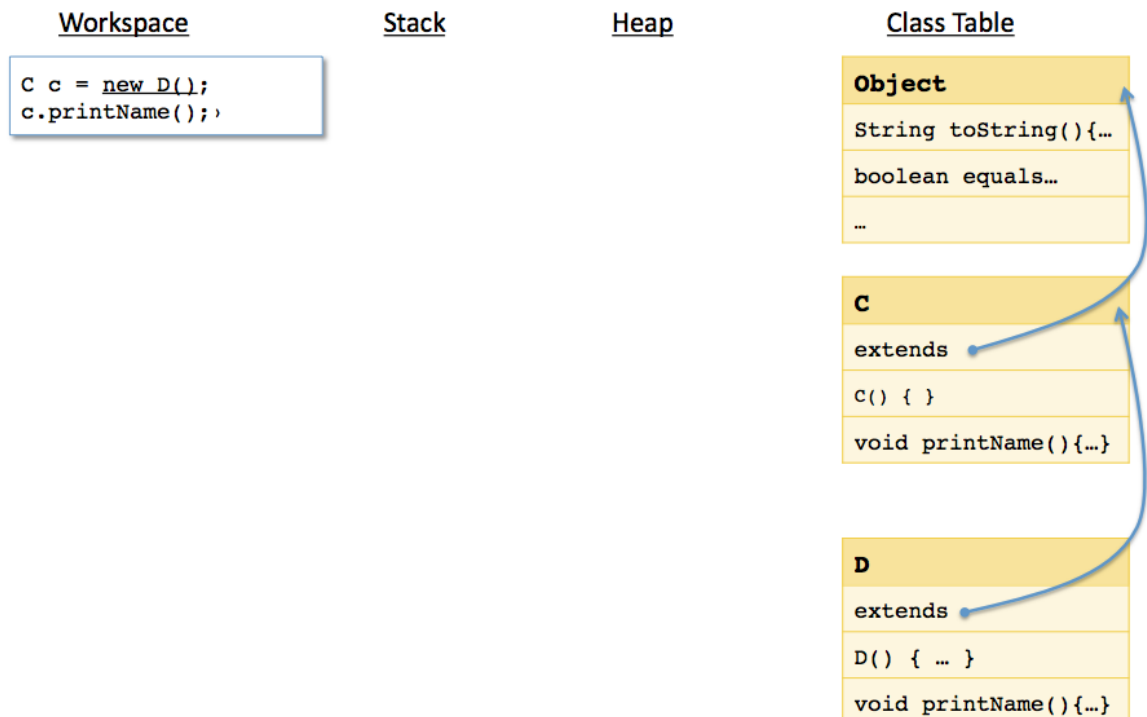 Workspace
Stack
Heap
Class Table
C c = new D();
c.printName();›
Object
String toString(){…
boolean equals…
…
C
extends
C() { }
void printName(){…}
D
extends
D() { … }
void printName(){…}